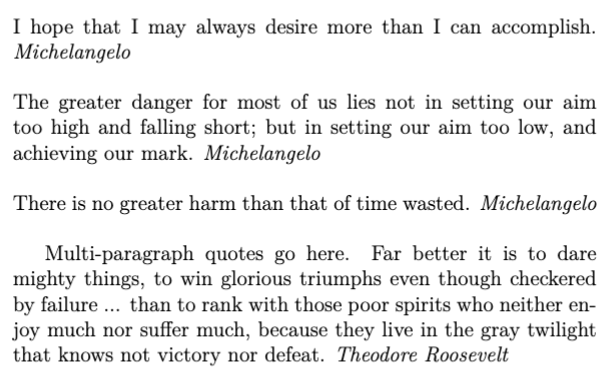 I hope that I may always desire more than I can accomplish.
Michelangelo
The greater danger for most of us lies not in setting our aim
too high and falling short; but in setting our aim too low, and
achieving our mark. Michelangelo
There is no greater harm than that of time wasted. Michelangelo
Multi-paragraph quotes go here. Far better it is to dare
mighty things, to win glorious triumphs even though checkered
by failure ... than to rank with those poor spirits who neither en-
joy much nor suffer much, because they live in the gray twilight
that knows not victory nor defeat. Theodore Roosevelt